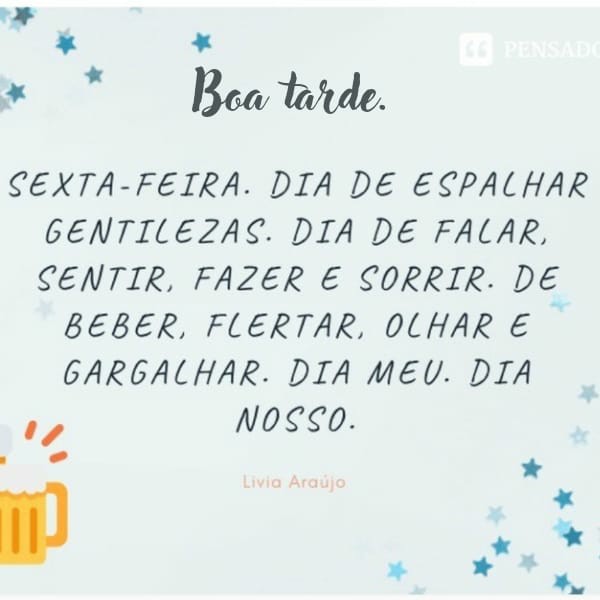 PENSADO
Boa tarde.
SEXTA-FEIRA. DIA DE ESPALHAR
GENTILEZAS. DIA DE FALAR,
SENTIR, FAZER E SORRIR. DE
BEBER, FLERTAR, OLHAR E
GARGALHAR. DIA MEU. DIA
NOSSO.
Livia Araújo